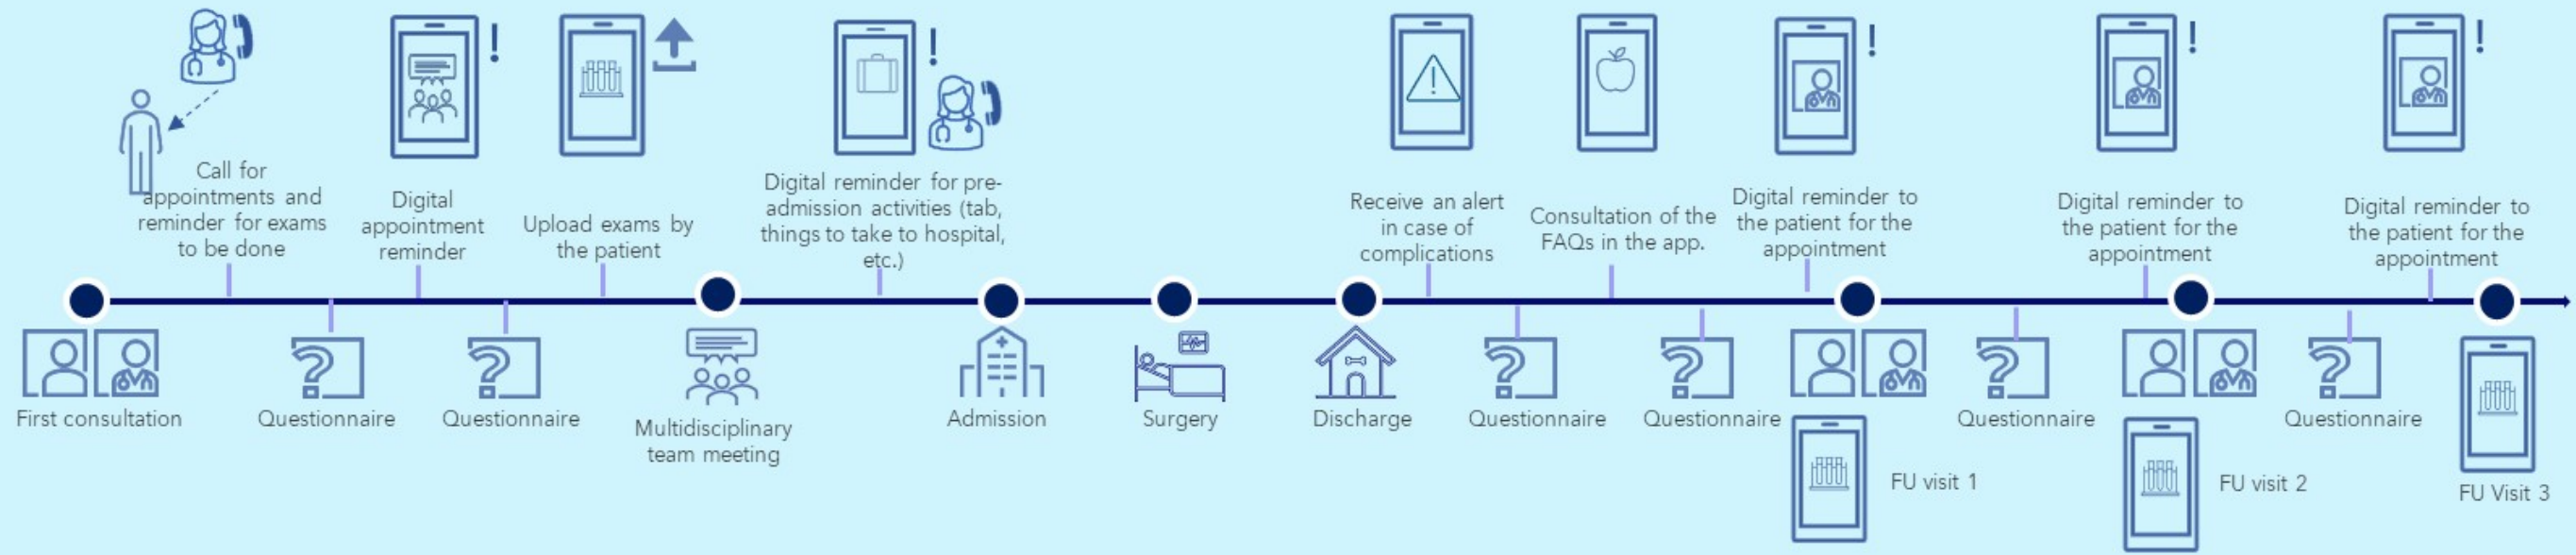 Call for
appointments and
reminder for exams
to be done
Digital
appointment
reminder
Upload exams by
the patient
Digital reminder for pre-
admission activities (tab,
things to take to hospital,
etc.)
Receive an alert
in case of
complications
Consultation of the
FAQs in the app.
Digital reminder to
the patient for the
appointment
Digital reminder to
the patient for the
appointment
Digital reminder to
the patient for the
appointment
First consultation
Questionnaire
Questionnaire
Multidisciplinary
team meeting
Admission
Surgery
Discharge
Questionnaire
Questionnaire
FU visit 1
Questionnaire
FU visit 2
Questionnaire
FU Visit 3